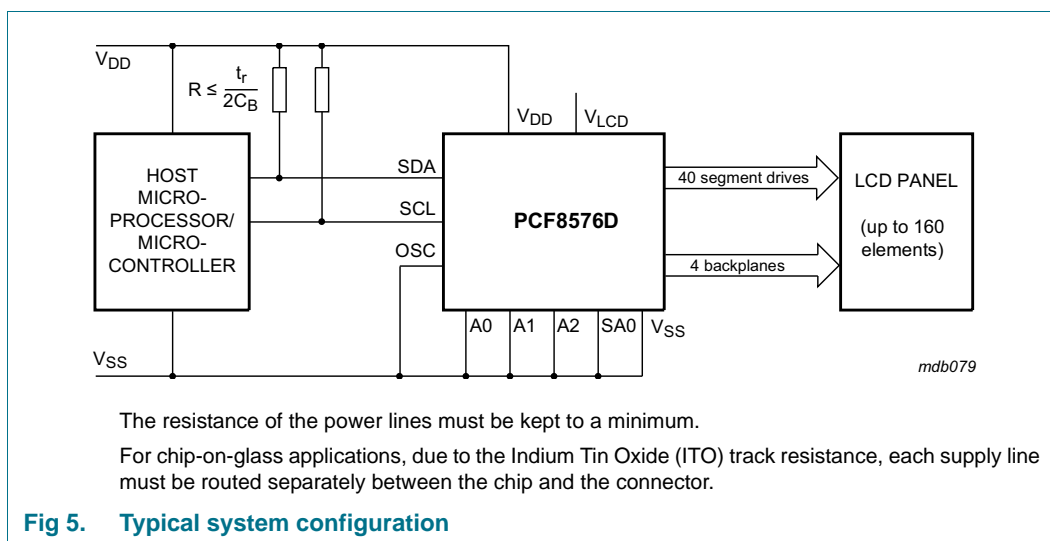 VDD
R ≤ tr
2CB
VDD
VLCD
HOST
MICRO-
PROCESSOR/
MICRO-
CONTROLLER
SDA
SCL
OSC
PCF8576D
40 segment drives
4 backplanes
LCD PANEL
(up to 160
elements)
A0
A1
A2
SA0
VSS
VSS
mdb079
The resistance of the power lines must be kept to a minimum.
For chip-on-glass applications, due to the Indium Tin Oxide (ITO) track resistance, each supply line
must be routed separately between the chip and the connector.
Fig 5. Typical system configuration